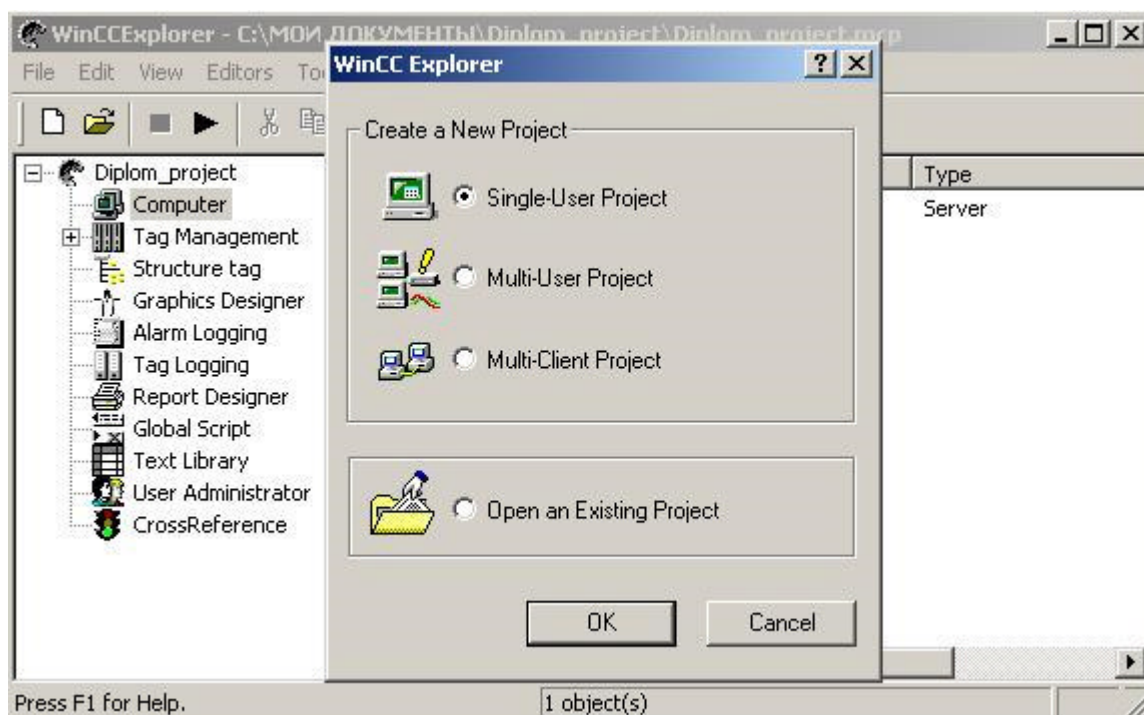 WinCCExplorer - C:\МОИ ДОКУМЕНТЫ\Diplom_project\Diplom_project.mcp
File Edit View Editors
WinCC Explorer
Create a New Project
Single-User Project
Multi-User Project
Multi-Client Project
Open an Existing Project
OK Cancel
Diplom_project
Computer
Tag Management
Structure tag
Graphics Designer
Alarm Logging
Tag Logging
Report Designer
Global Script
Text Library
User Administrator
CrossReference
Type
Server
Press F1 for Help. 1 object(s)